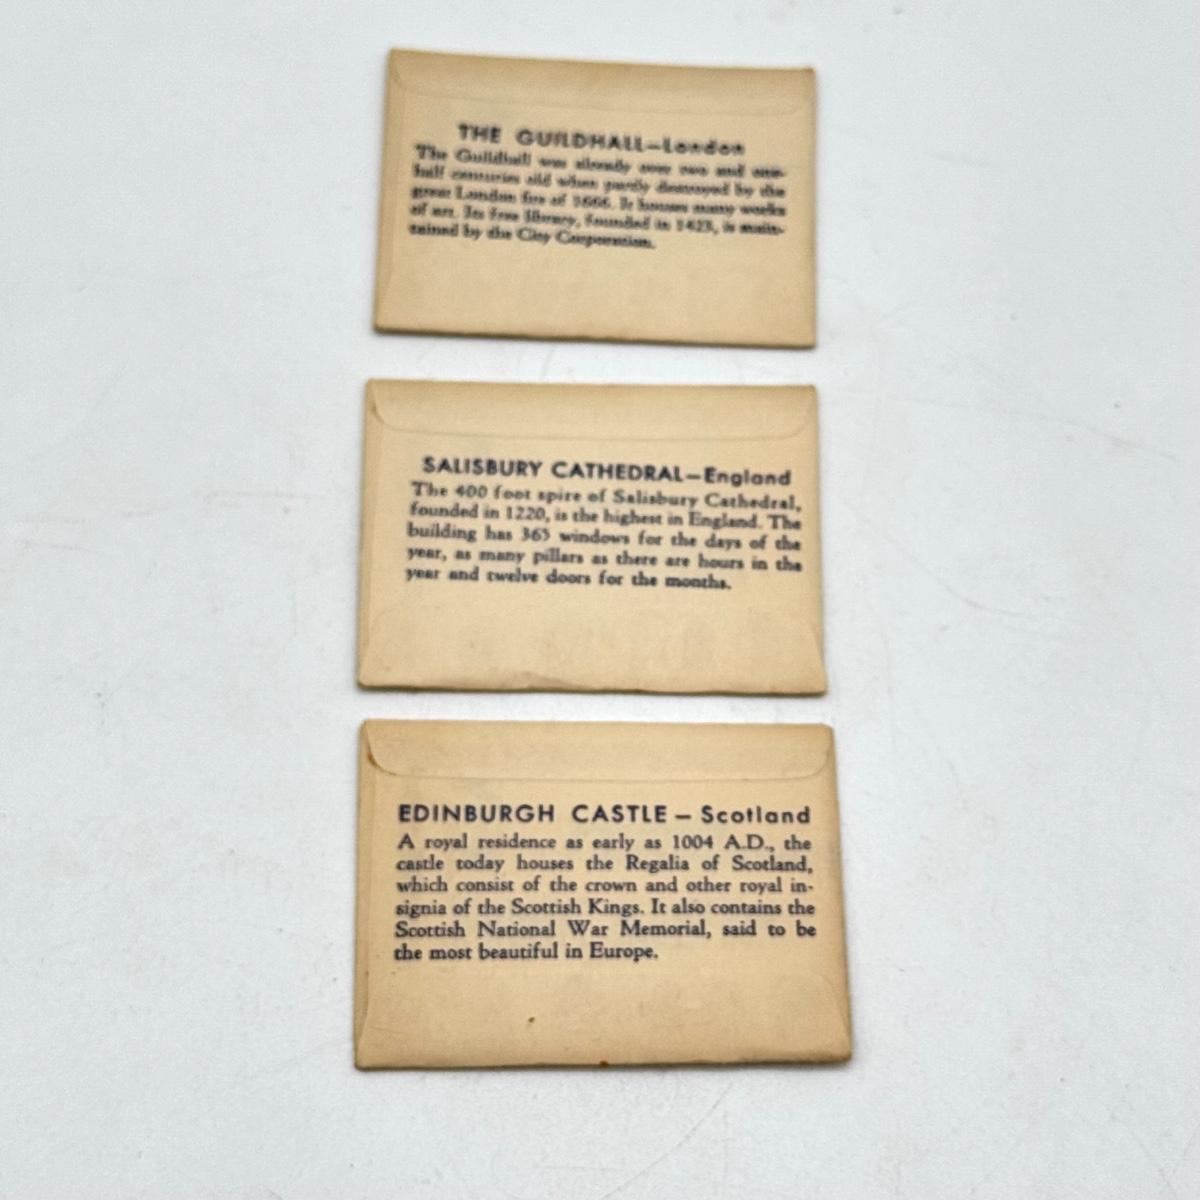 THE GUILDHALL—London
The Guildhall was already over two and one-
half centuries old when partly destroyed by the
great London fire of 1666. It houses many works
of art. Its free library, founded in 1425, is main-
tained by the City Corporation.
SALISBURY CATHEDRAL—England
The 400 foot spire of Salisbury Cathedral,
founded in 1220, is the highest in England. The
building has 365 windows for the days of the
year, as many pillars as there are hours in the
year and twelve doors for the months.
EDINBURGH CASTLE — Scotland
A royal residence as early as 1004 A.D., the
castle today houses the Regalia of Scotland,
which consist of the crown and other royal in-
signia of the Scottish Kings. It also contains the
Scottish National War Memorial, said to be
the most beautiful in Europe.